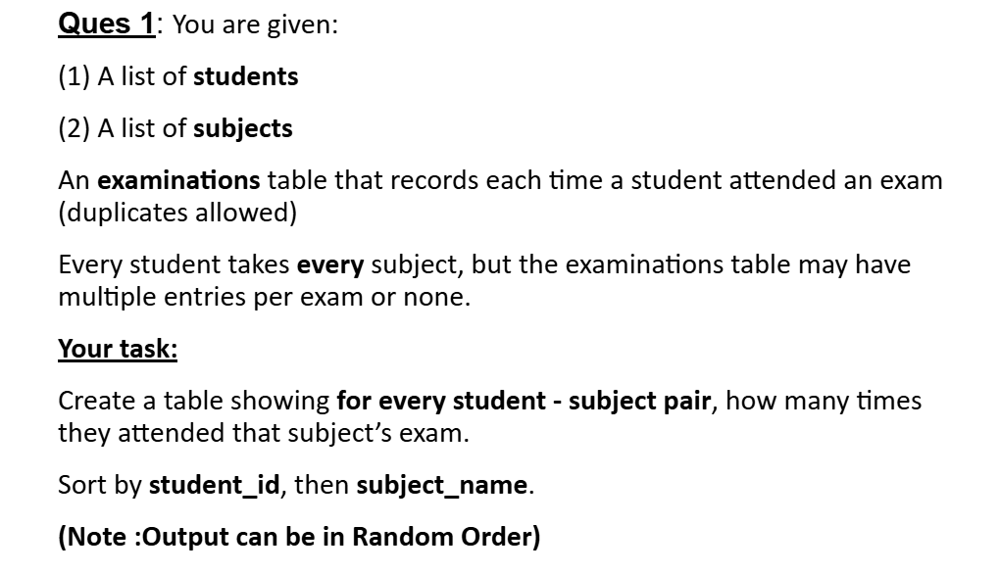 Ques 1: You are given:
(1) A list of students
(2) A list of subjects
An examinations table that records each time a student attended an exam
(duplicates allowed)
Every student takes every subject, but the examinations table may have
multiple entries per exam or none.
Your task:
Create a table showing for every student - subject pair, how many times
they attended that subject’s exam.
Sort by student_id, then subject_name.
(Note :Output can be in Random Order)